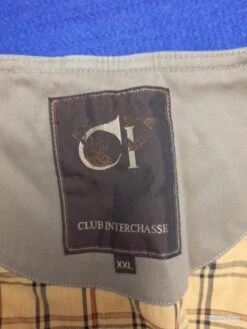 CI
CLUB INTERCHASSE
XXL